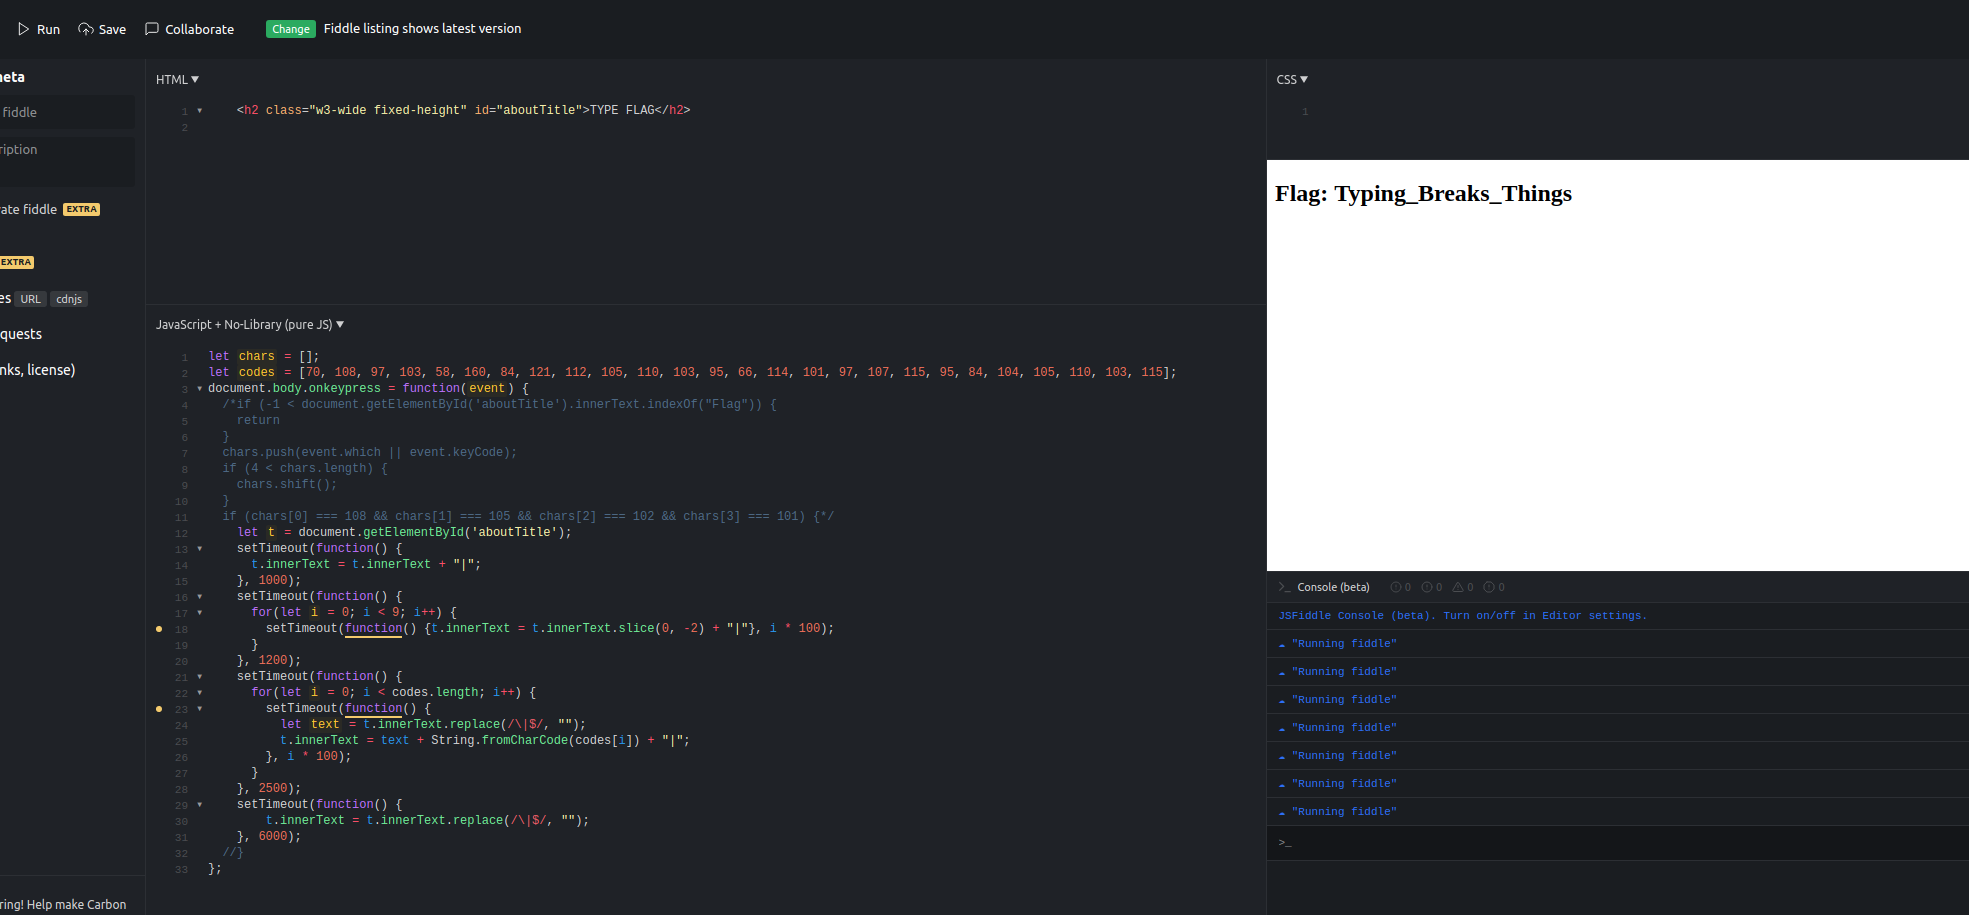 Run Save Collaborate Change Fiddle listing shows latest version
neta
fiddle
ription
ate fiddle EXTRA
EXTRA
es URL cdnjs
quests
nks, license)
ring! Help make Carbon
HTML ▼
1 ▾ <h2 class="w3-wide fixed-height" id="aboutTitle">TYPE FLAG</h2>
2
JavaScript + No-Library (pure JS) ▼
1 let chars = [];
2 let codes = [70, 108, 97, 103, 58, 160, 84, 121, 112, 105, 110, 103, 95, 66, 114, 101, 97, 107, 115, 95, 84, 104, 105, 110, 103, 115];
3 ▾ document.body.onkeypress = function(event) {
4 /*if (-1 < document.getElementById('aboutTitle').innerText.indexOf("Flag")) {
5 return
6 }
7 chars.push(event.which || event.keyCode);
8 if (4 < chars.length) {
9 chars.shift();
10 }
11 if (chars[0] === 108 && chars[1] === 105 && chars[2] === 102 && chars[3] === 101) {*/
12 let t = document.getElementById('aboutTitle');
13 ▾ setTimeout(function() {
14 t.innerText = t.innerText + "|";
15 }, 1000);
16 ▾ setTimeout(function() {
17 ▾ for(let i = 0; i < 9; i++) {
18 setTimeout(function() {t.innerText = t.innerText.slice(0, -2) + "|"}, i * 100);
19 }
20 }, 1200);
21 ▾ setTimeout(function() {
22 ▾ for(let i = 0; i < codes.length; i++) {
23 ▾ setTimeout(function() {
24 let text = t.innerText.replace(/\|$/, "");
25 t.innerText = text + String.fromCharCode(codes[i]) + "|";
26 }, i * 100);
27 }
28 }, 2500);
29 ▾ setTimeout(function() {
30 t.innerText = t.innerText.replace(/\|$/, "");
31 }, 6000);
32 //}
33 };
CSS ▼
1
Flag: Typing_Breaks_Things
>_ Console (beta) 0 0 0 0
JSFiddle Console (beta). Turn on/off in Editor settings.
"Running fiddle"
"Running fiddle"
"Running fiddle"
"Running fiddle"
"Running fiddle"
"Running fiddle"
"Running fiddle"
>_